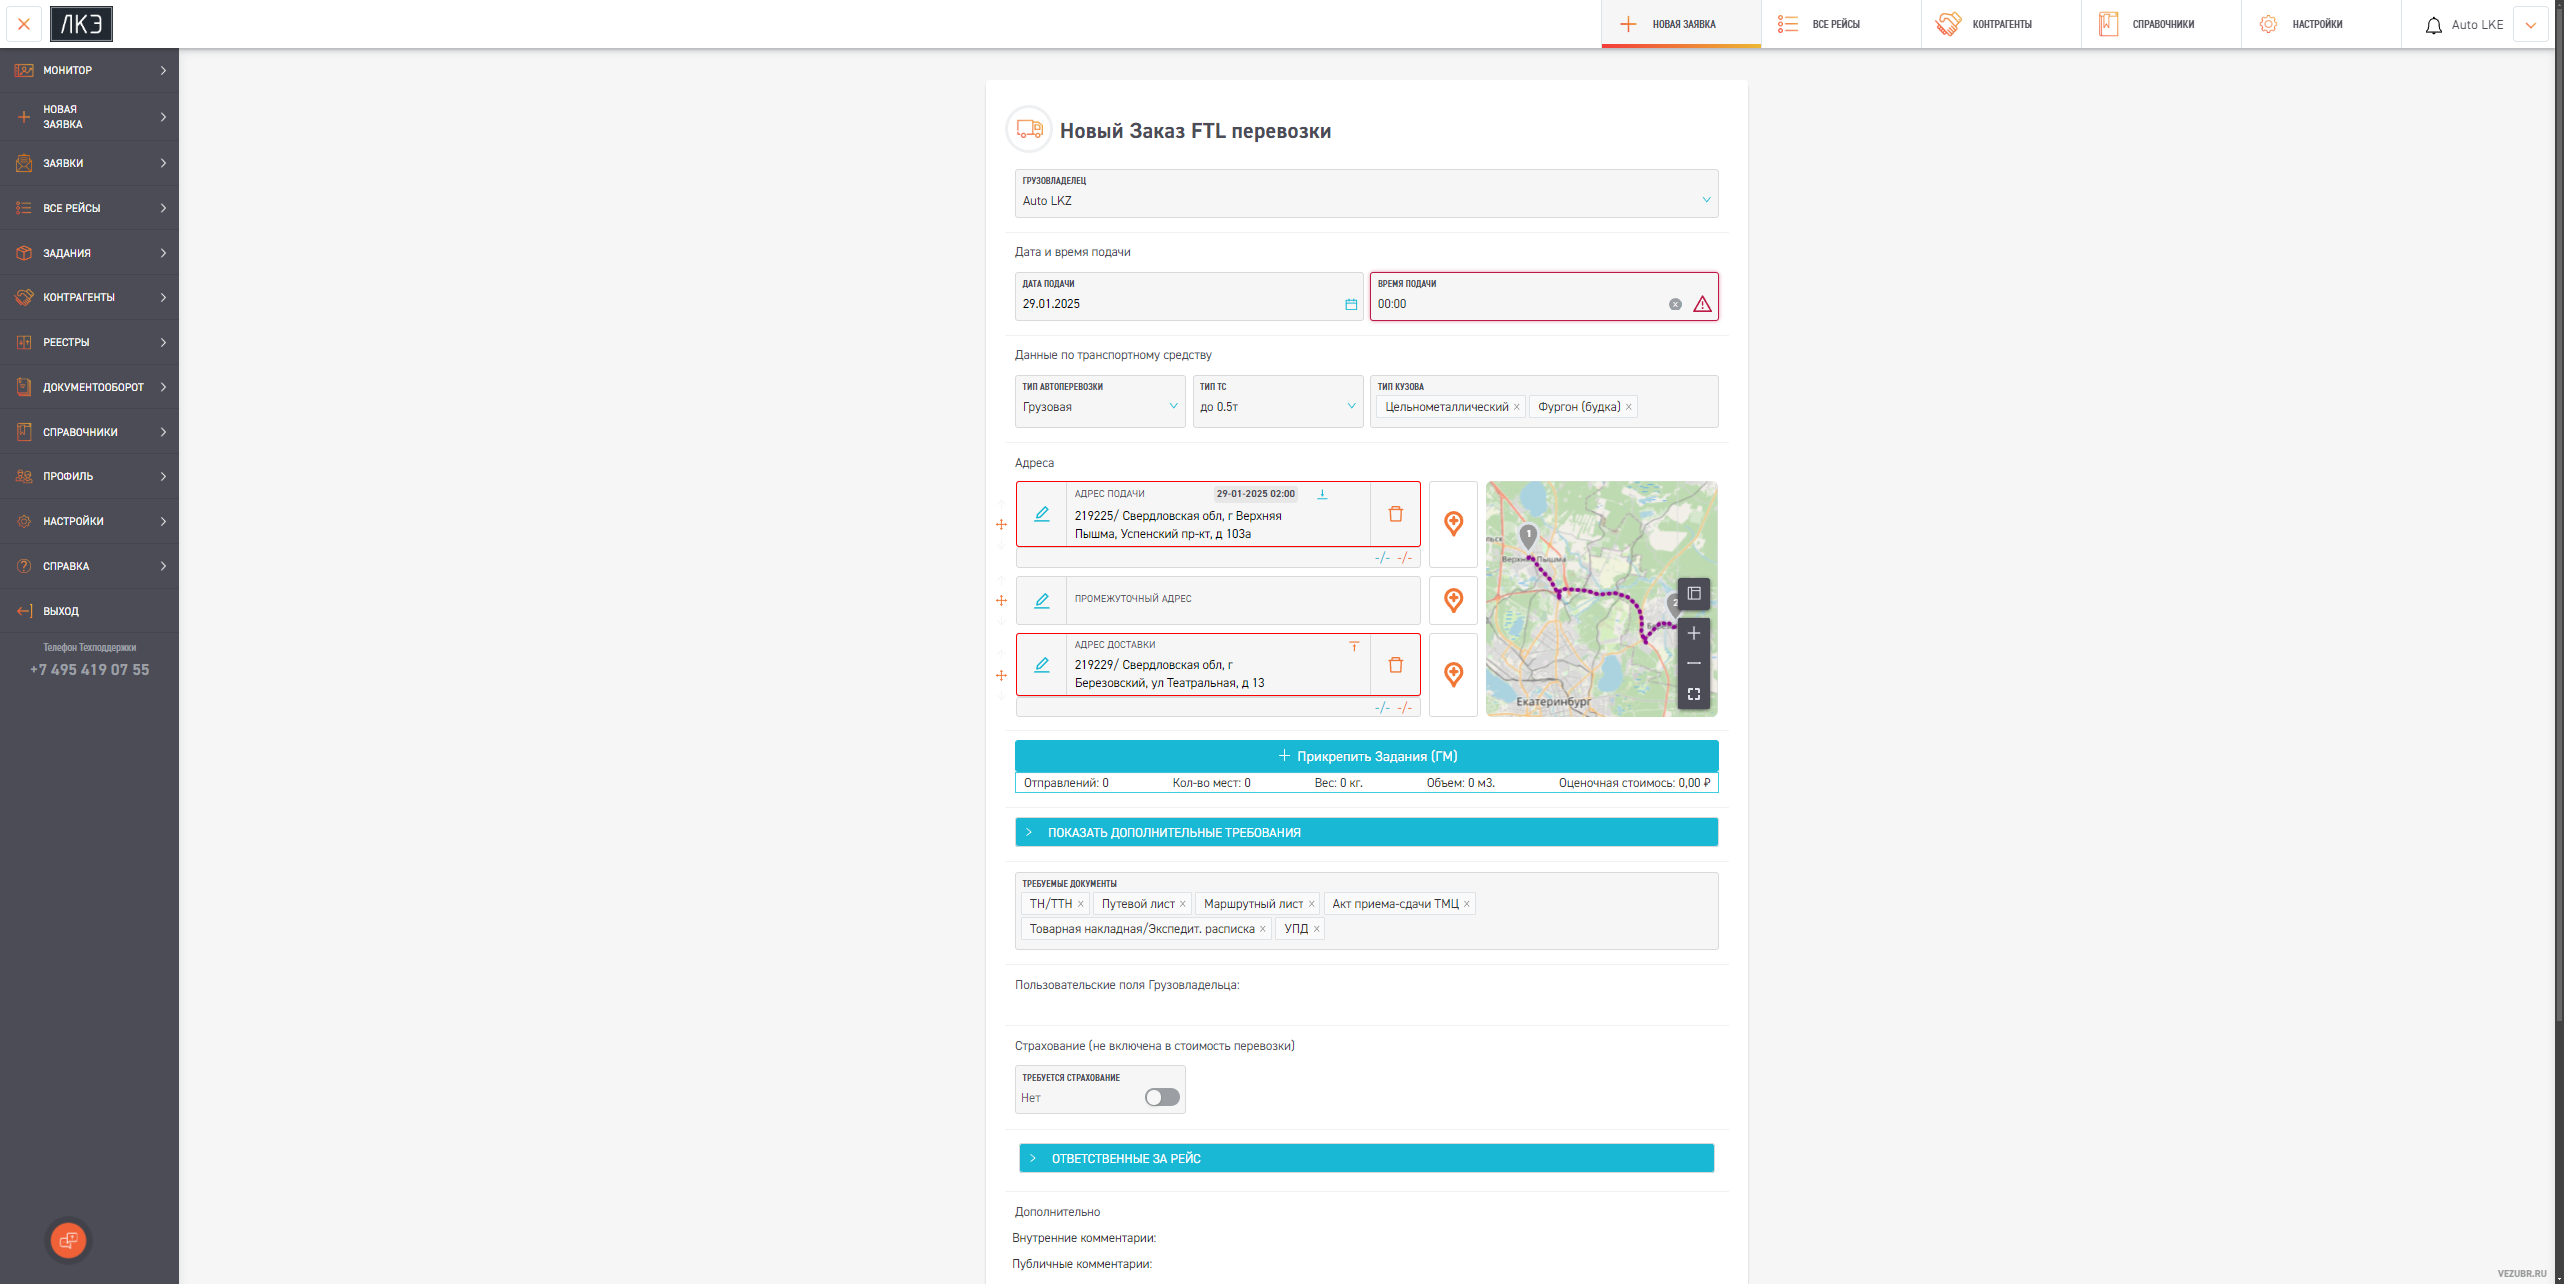 ЛКЭ
НОВАЯ ЗАЯВКА
ВСЕ РЕЙСЫ
КОНТРАГЕНТЫ
СПРАВОЧНИКИ
НАСТРОЙКИ
Auto LKE
МОНИТОР
НОВАЯ
ЗАЯВКА
ЗАЯВКИ
ВСЕ РЕЙСЫ
ЗАДАНИЯ
КОНТРАГЕНТЫ
РЕЕСТРЫ
ДОКУМЕНТООБОРОТ
СПРАВОЧНИКИ
ПРОФИЛЬ
НАСТРОЙКИ
СПРАВКА
ВЫХОД
Телефон Техподдержки
+7 495 419 07 55
Новый Заказ FTL перевозки
ГРУЗОВЛАДЕЛЕЦ
Auto LKZ
Дата и время подачи
ДАТА ПОДАЧИ
29.01.2025
ВРЕМЯ ПОДАЧИ
00:00
Данные по транспортному средству
ТИП АВТОПЕРЕВОЗКИ
Грузовая
ТИП ТС
до 0.5т
ТИП КУЗОВА
Цельнометаллический × Фургон (будка) ×
Адреса
АДРЕС ПОДАЧИ 29-01-2025 02:00
219225/ Свердловская обл, г Верхняя
Пышма, Успенский пр-кт, д 103а
-/- -/-
ПРОМЕЖУТОЧНЫЙ АДРЕС
АДРЕС ДОСТАВКИ
219229/ Свердловская обл, г
Березовский, ул Театральная, д 13
-/- -/-
1
Верхняя Пышма
2
Екатеринбург
+ Прикрепить Задания (ГМ)
Отправлений: 0 Кол-во мест: 0 Вес: 0 кг. Объем: 0 м3. Оценочная стоимось: 0,00 ₽
ПОКАЗАТЬ ДОПОЛНИТЕЛЬНЫЕ ТРЕБОВАНИЯ
ТРЕБУЕМЫЕ ДОКУМЕНТЫ
ТН/ТТН × Путевой лист × Маршрутный лист × Акт приема-сдачи ТМЦ ×
Товарная накладная/Экспедит. расписка × УПД ×
Пользовательские поля Грузовладельца:
Страхование (не включена в стоимость перевозки)
ТРЕБУЕТСЯ СТРАХОВАНИЕ
Нет
ОТВЕТСТВЕННЫЕ ЗА РЕЙС
Дополнительно
Внутренние комментарии:
Публичные комментарии:
VEZUBR.RU